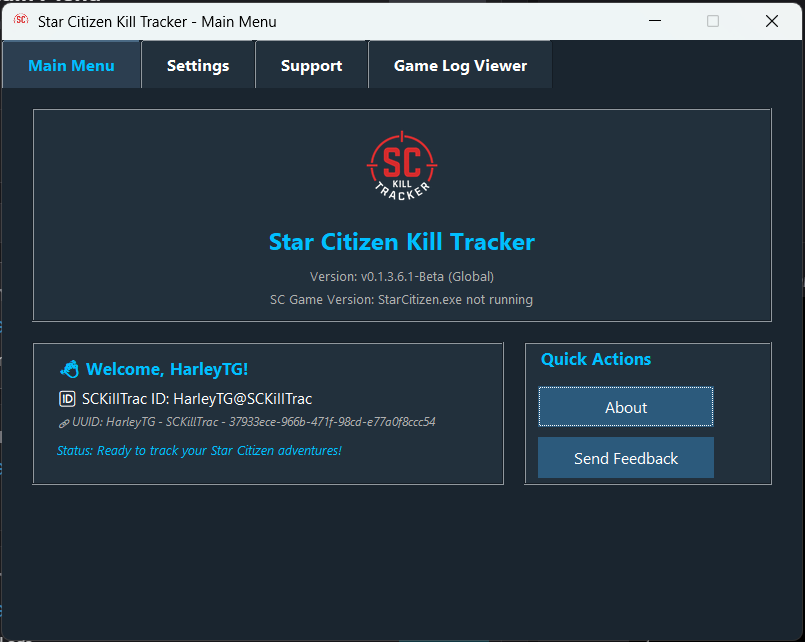 Star Citizen Kill Tracker - Main Menu
Main Menu
Settings
Support
Game Log Viewer
SC
KILL
TRACKER
Star Citizen Kill Tracker
Version: v0.1.3.6.1-Beta (Global)
SC Game Version: StarCitizen.exe not running
Welcome, HarleyTG!
ID SCKillTrac ID: HarleyTG@SCKillTrac
UUID: HarleyTG - SCKillTrac - 37933ece-966b-471f-98cd-e77a0f8ccc54
Status: Ready to track your Star Citizen adventures!
Quick Actions
About
Send Feedback